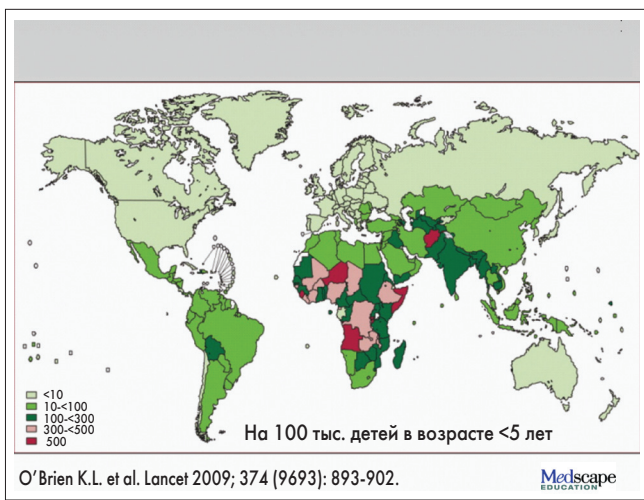 <10
10-<100
100-<300
300-<500
500
На 100 тыс. детей в возрасте <5 лет
O'Brien K.L. et al. Lancet 2009; 374 (9693): 893-902.
Medscape
EDUCATION